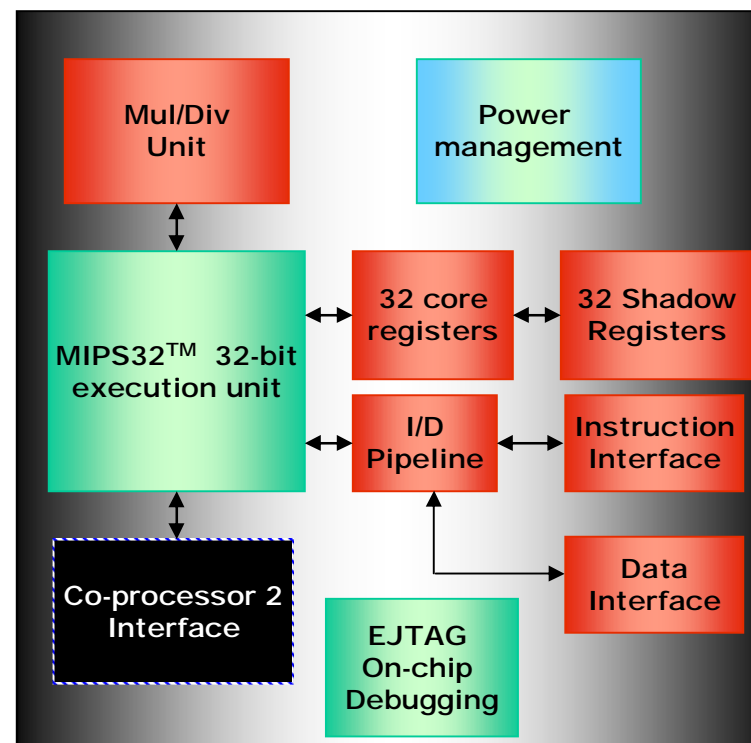 Mul/Div
Unit
Power
management
MIPS32™ 32-bit
execution unit
32 core
registers
32 Shadow
Registers
I/D
Pipeline
Instruction
Interface
Co-processor 2
Interface
Data
Interface
EJTAG
On-chip
Debugging